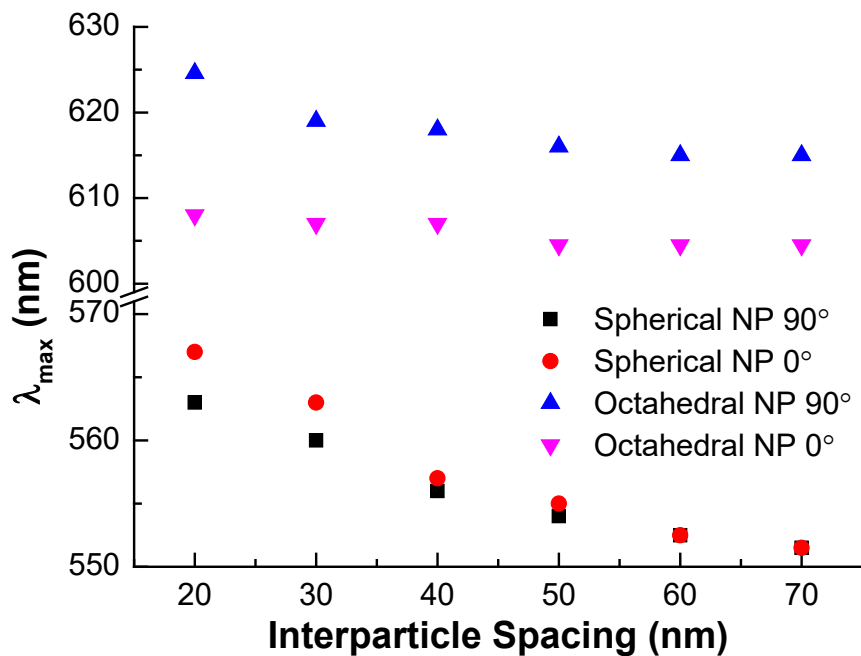 630
620
610
600
570
560
550
λmax (nm)
Spherical NP 90°
Spherical NP 0°
Octahedral NP 90°
Octahedral NP 0°
20 30 40 50 60 70
Interparticle Spacing (nm)